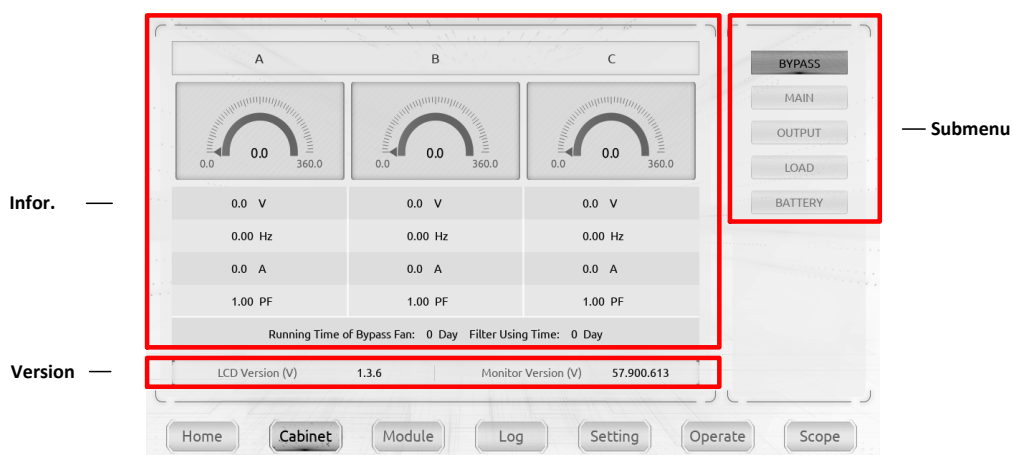 A B C
BYPASS
MAIN
OUTPUT
LOAD
BATTERY
Submenu
0.0 0.0 360.0 0.0 0.0 360.0 0.0 0.0 360.0
Infor.
0.0 V 0.0 V 0.0 V
0.00 Hz 0.00 Hz 0.00 Hz
0.0 A 0.0 A 0.0 A
1.00 PF 1.00 PF 1.00 PF
Running Time of Bypass Fan: 0 Day Filter Using Time: 0 Day
Version
LCD Version (V) 1.3.6 Monitor Version (V) 57.900.613
Home Cabinet Module Log Setting Operate Scope